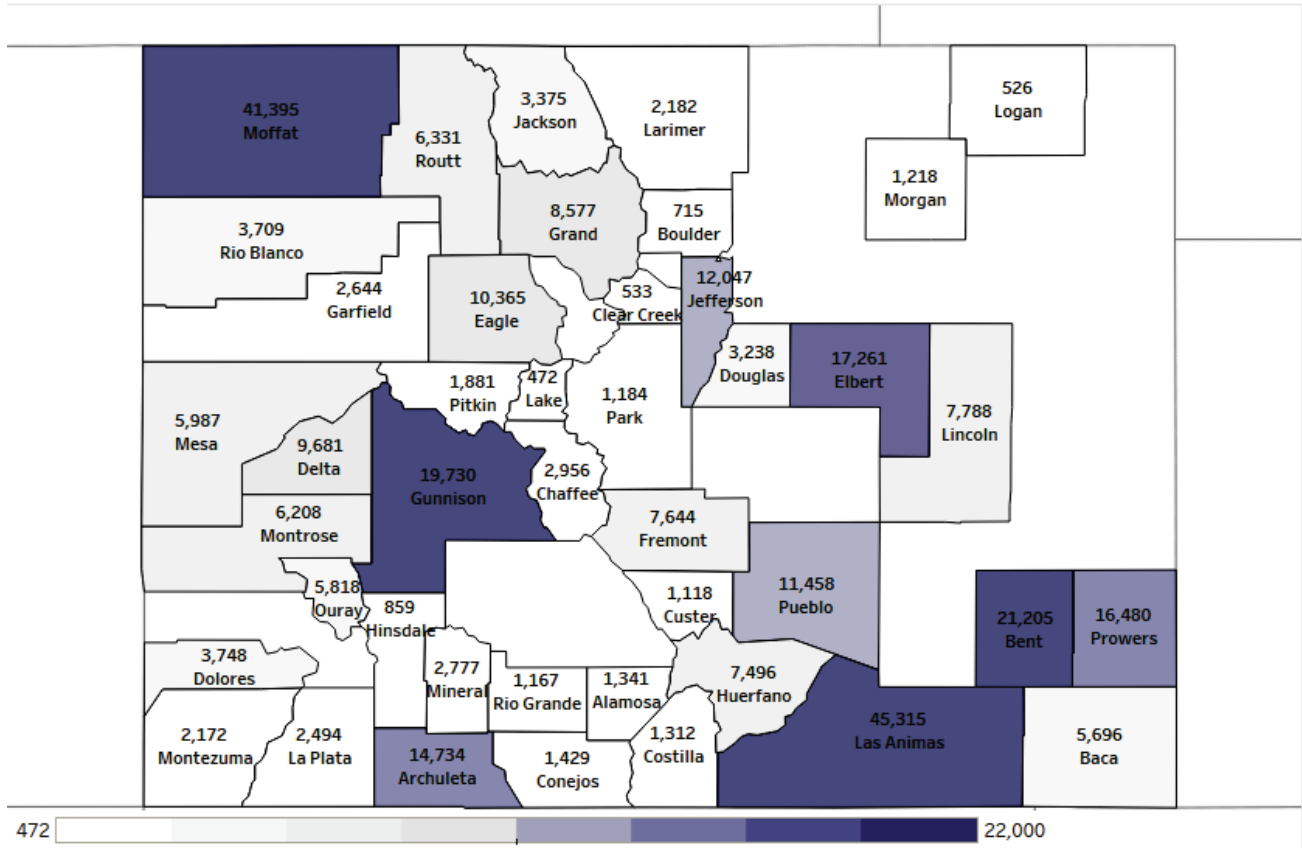 41,395
Moffat
6,331
Routt
3,375
Jackson
2,182
Larimer
526
Logan
1,218
Morgan
3,709
Rio Blanco
8,577
Grand
715
Boulder
2,644
Garfield
10,365
Eagle
533
Clear Creek
12,047
Jefferson
5,987
Mesa
1,881
Pitkin
472
Lake
1,184
Park
3,238
Douglas
17,261
Elbert
7,788
Lincoln
9,681
Delta
19,730
Gunnison
2,956
Chaffee
6,208
Montrose
7,644
Fremont
5,818
Ouray
859
Hinsdale
1,118
Custer
11,458
Pueblo
21,205
Bent
16,480
Prowers
3,748
Dolores
2,777
Mineral
1,167
Rio Grande
1,341
Alamosa
7,496
Huerfano
2,172
Montezuma
2,494
La Plata
14,734
Archuleta
1,429
Conejos
1,312
Costilla
45,315
Las Animas
5,696
Baca
472
22,000